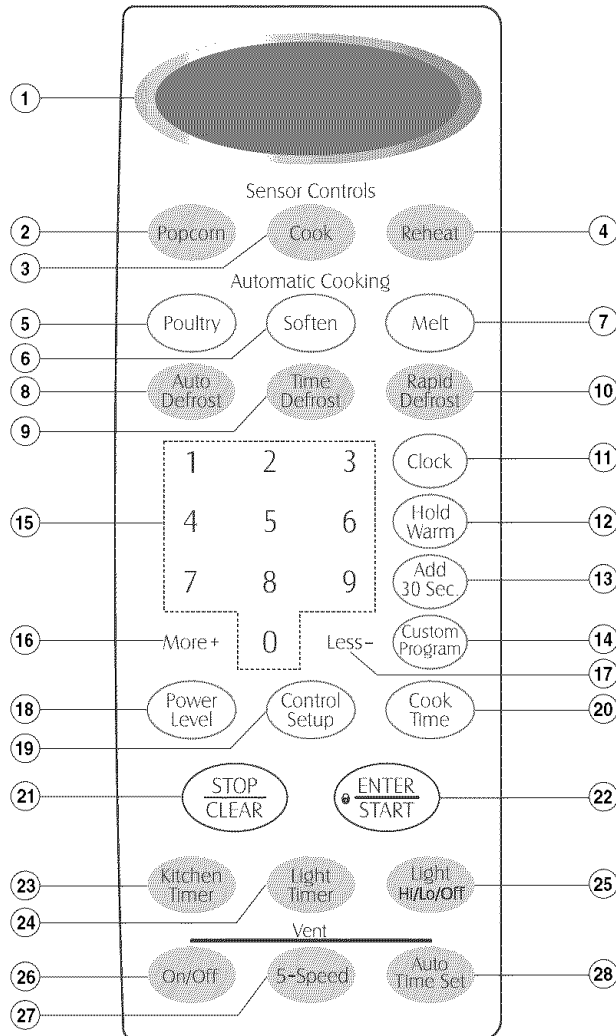 1
Sensor Controls
2 Popcorn Cook Reheat 4
3
Automatic Cooking
5 Poultry Soften Melt 7
6
8 Auto Defrost Time Defrost Rapid Defrost 10
9
1 2 3 Clock 11
15 4 5 6 Hold Warm 12
7 8 9 Add 30 Sec. 13
16 More+ 0 Less- Custom Program 14
17
18 Power Level Control Setup Cook Time 20
19
21 STOP CLEAR ENTER START 22
23 Kitchen Timer Light Timer Light Hi/Lo/Off 25
24
Vent
26 On/Off 5-Speed Auto Time Set 28
27